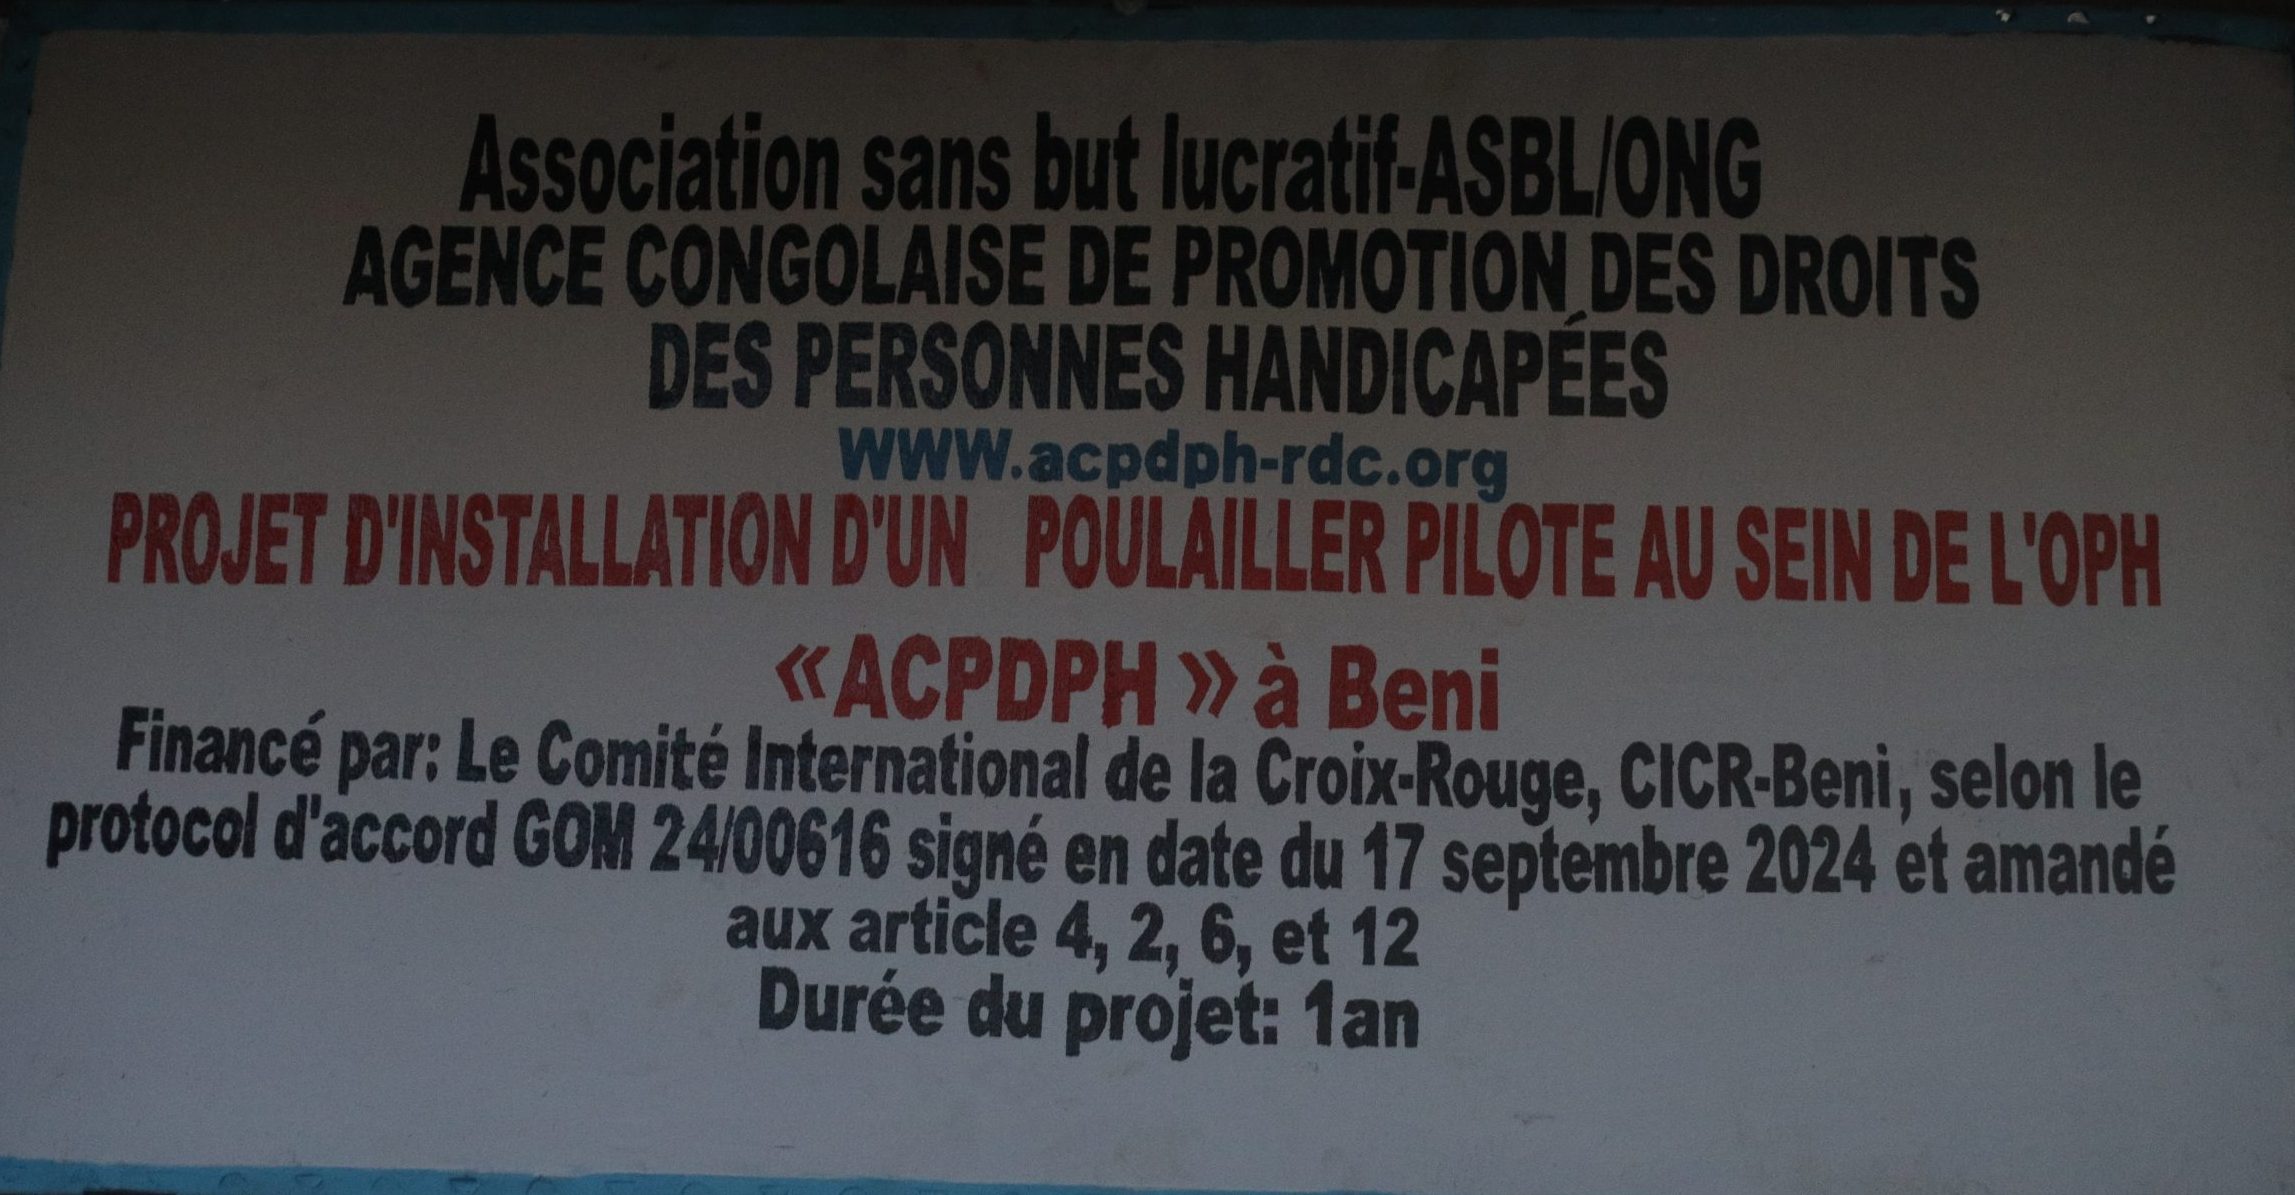 Association sans but lucratif-ASBL/ONG
AGENCE CONGOLAISE DE PROMOTION DES DROITS
DES PERSONNES HANDICAPÉES
WWW.acpdph-rdc.org
PROJET D'INSTALLATION D'UN POULAILLER PILOTE AU SEIN DE L'OPH
«ACPDPH» à Beni
Financé par: Le Comité International de la Croix-Rouge, CICR-Beni, selon le
protocol d'accord GOM 24/00616 signé en date du 17 septembre 2024 et amandé
aux article 4, 2, 6, et 12
Durée du projet: 1an